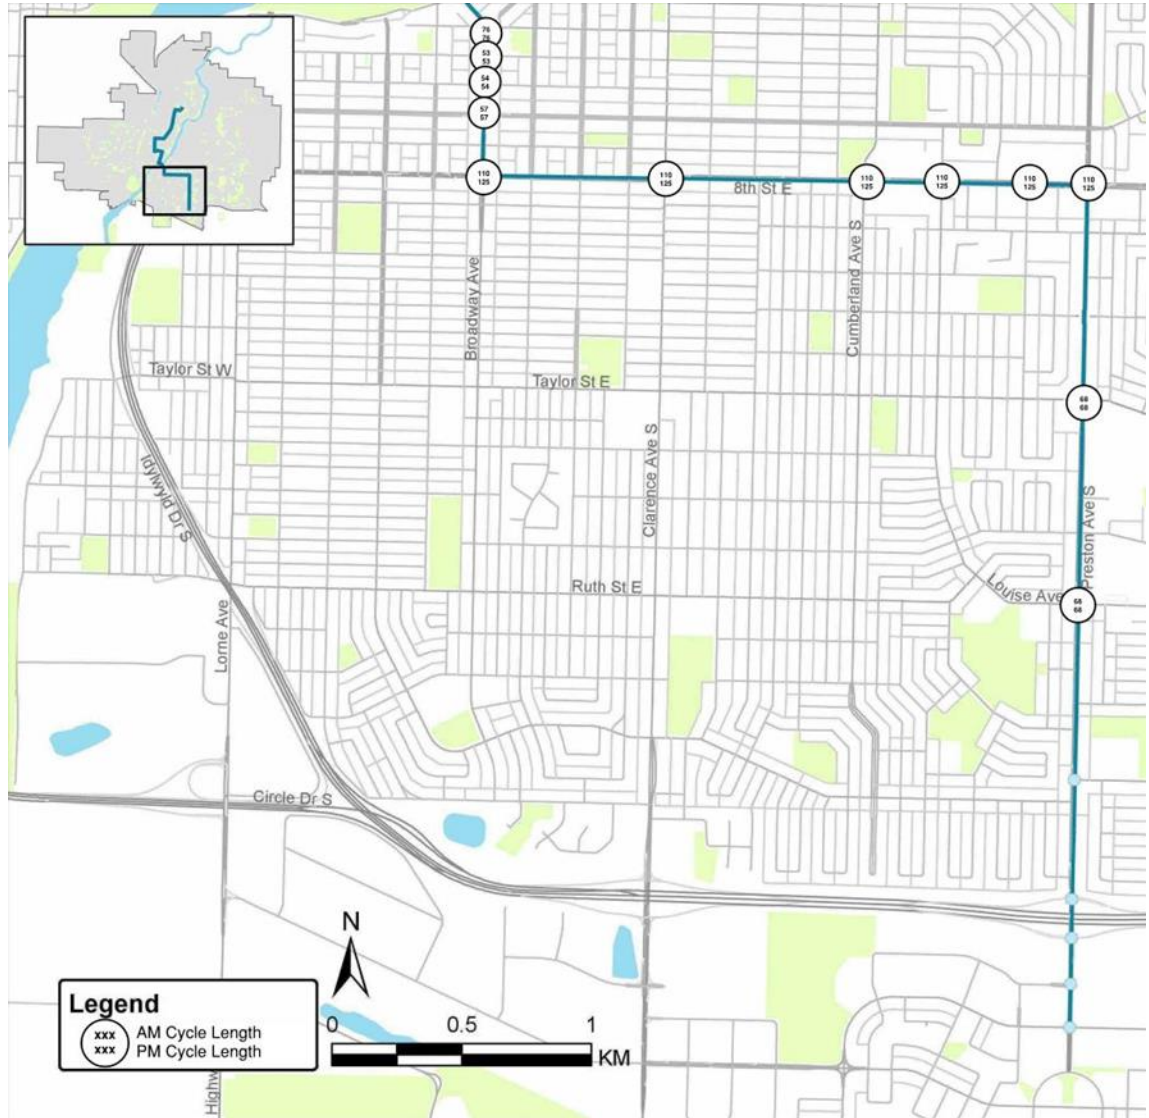 76
76
53
53
54
54
57
57
110
125
110
125
110
125
110
125
110
125
110
125
8th St E
Broadway Ave
Cumberland Ave S
Taylor St W
Taylor St E
68
68
Clarence Ave S
Idylwyld Dr S
Preston Ave S
Ruth St E
Louise Ave
68
68
Lorne Ave
Circle Dr S
N
Legend
xxx AM Cycle Length
xxx PM Cycle Length
0 0.5 1
KM
Highw